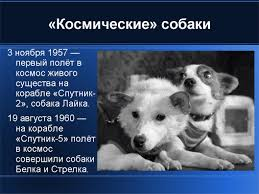 «Космические» собаки
3 ноября 1957 —
первый полёт в
космос живого
существа на
корабле «Спутник-
2», собака Лайка.
19 августа 1960 —
на корабле
«Спутник-5» полёт
в космос
совершили собаки
Белка и Стрелка.